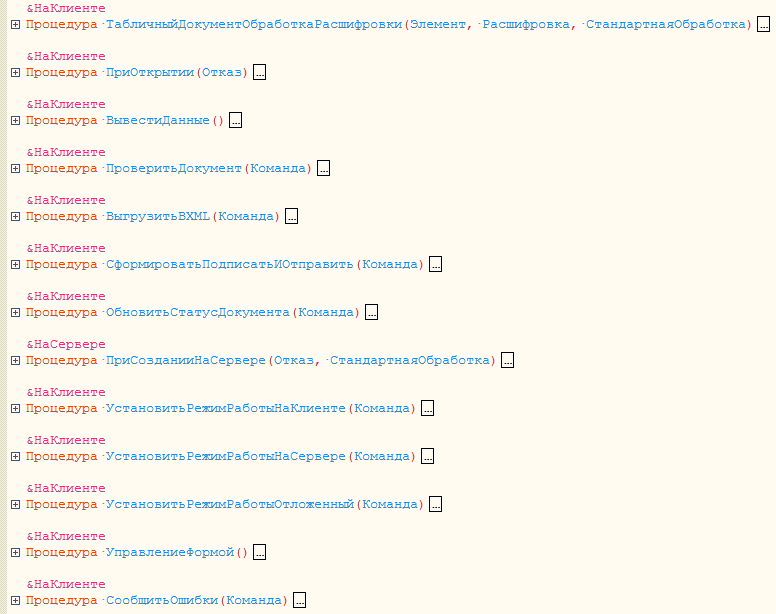 &НаКлиенте
Процедура ТабличныйДокументОбработкаРасшифровки(Элемент, Расшифровка, СтандартнаяОбработка) ...
&НаКлиенте
Процедура ПриОткрытии(Отказ) ...
&НаКлиенте
Процедура ВывестиДанные() ...
&НаКлиенте
Процедура ПроверитьДокумент(Команда) ...
&НаКлиенте
Процедура ВыгрузитьВXML(Команда) ...
&НаКлиенте
Процедура СформироватьПодписатьИОтправить(Команда) ...
&НаКлиенте
Процедура ОбновитьСтатусДокумента(Команда) ...
&НаСервере
Процедура ПриСозданииНаСервере(Отказ, СтандартнаяОбработка) ...
&НаКлиенте
Процедура УстановитьРежимРаботыНаКлиенте(Команда) ...
&НаКлиенте
Процедура УстановитьРежимРаботыНаСервере(Команда) ...
&НаКлиенте
Процедура УстановитьРежимРаботыОтложенный(Команда) ...
&НаКлиенте
Процедура УправлениеФормой() ...
&НаКлиенте
Процедура СообщитьОшибки(Команда) ...